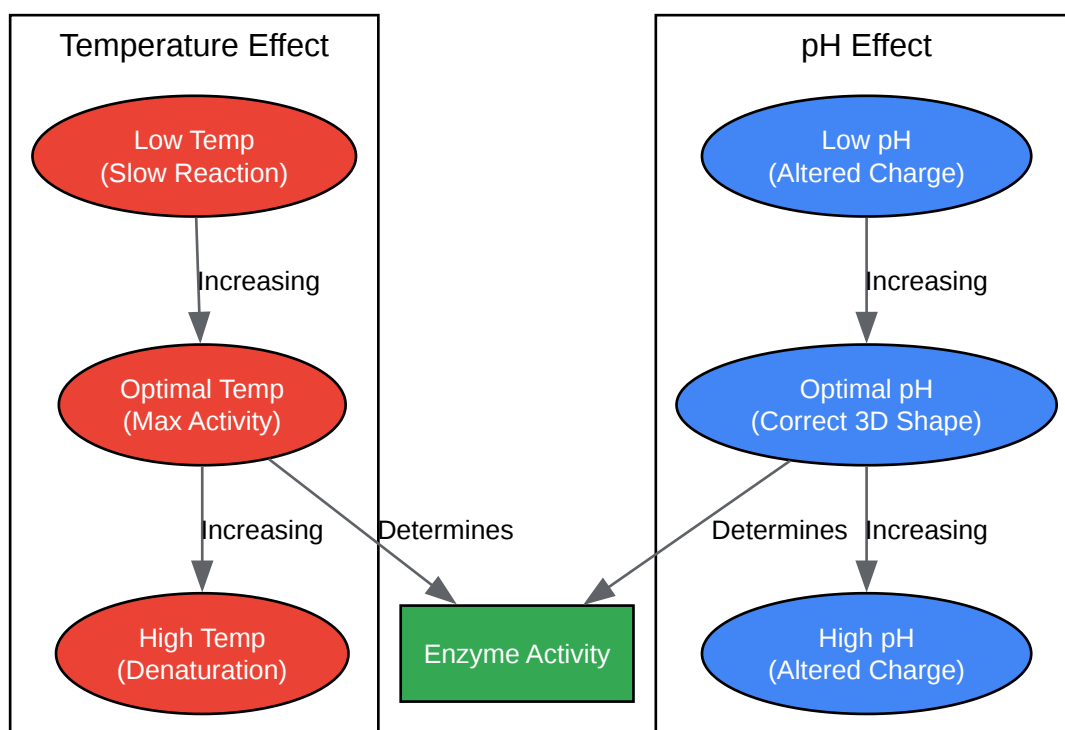 Temperature Effect
Low Temp
(Slow Reaction)
Increasing
Optimal Temp
(Max Activity)
Increasing
Determines
High Temp
(Denaturation)
Enzyme Activity
pH Effect
Low pH
(Altered Charge)
Increasing
Optimal pH
(Correct 3D Shape)
Determines
Increasing
High pH
(Altered Charge)